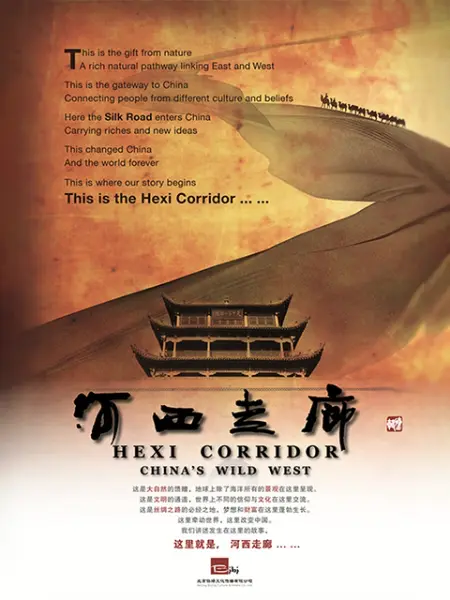 This is the gift from nature
A rich natural pathway linking East and West
This is the gateway to China
Connecting people from different culture and beliefs
Here the Silk Road enters China
Carrying riches and new ideas
This changed China
And the world forever
This is where our story begins
This is the Hexi Corridor ... ...
河西走廊
HEXI CORRIDOR
CHINA'S WILD WEST
这是大自然的馈赠，地球上除了海洋所有的景观在这里呈现。
这是文明的通道，世界上不同的信仰与文化在这里交流。
这是丝绸之路的必经之地，梦想和财富在这里蓬勃生长。
这里牵动世界，这里改变中国。
我们讲述发生在这里的故事。
这里就是，河西走廊 ... ...